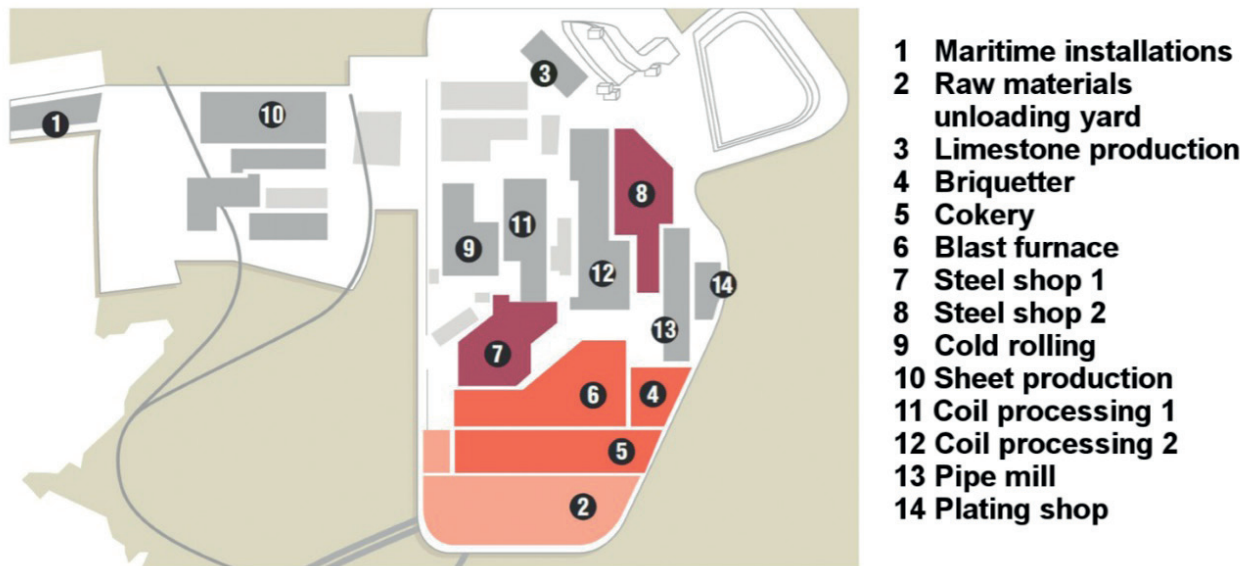 3
1
10
8
11
9
12
14
13
7
6
4
5
2
1 Maritime installations
2 Raw materials
unloading yard
3 Limestone production
4 Briquetter
5 Cokery
6 Blast furnace
7 Steel shop 1
8 Steel shop 2
9 Cold rolling
10 Sheet production
11 Coil processing 1
12 Coil processing 2
13 Pipe mill
14 Plating shop